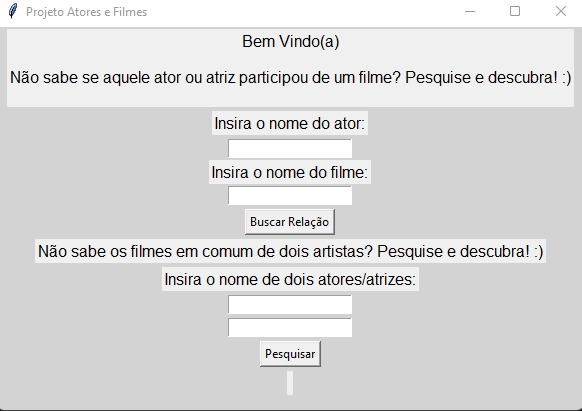 Projeto Atores e Filmes
Bem Vindo(a)
Não sabe se aquele ator ou atriz participou de um filme? Pesquise e descubra! :)
Insira o nome do ator:
Insira o nome do filme:
Buscar Relação
Não sabe os filmes em comum de dois artistas? Pesquise e descubra! :)
Insira o nome de dois atores/atrizes:
Pesquisar